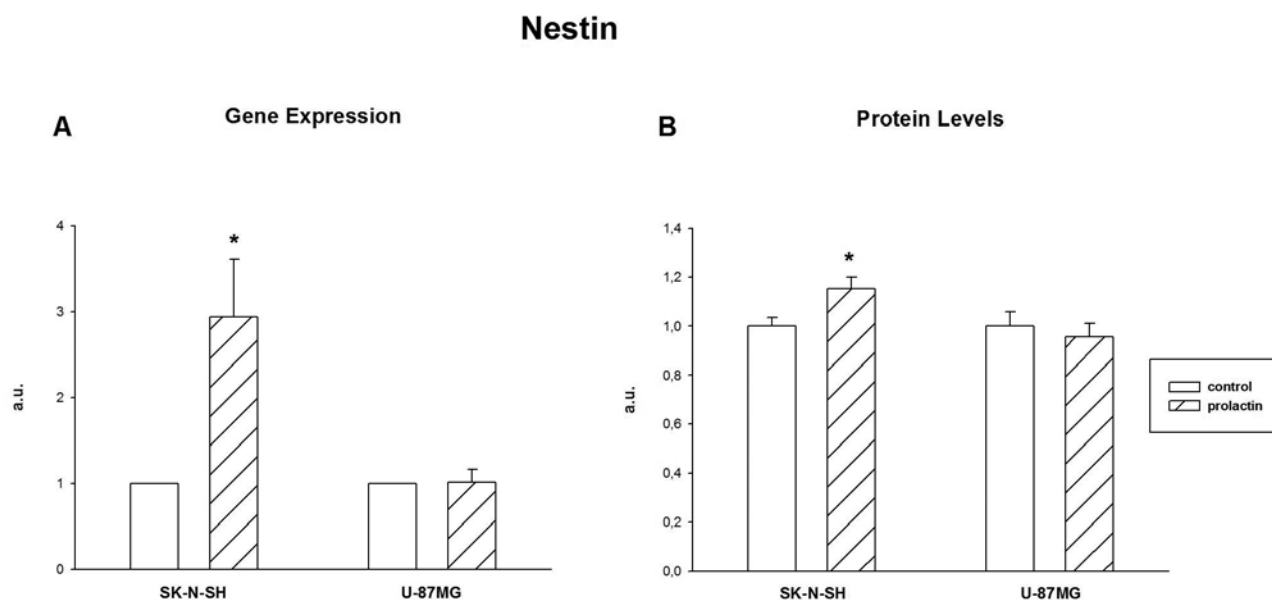 Nestin
A
Gene Expression
a.u.
4
*
3
2
1
0
SK-N-SH
U-87MG
B
Protein Levels
a.u.
1,4
*
1,2
1,0
0,8
0,6
0,4
0,2
0,0
SK-N-SH
U-87MG
control
prolactin